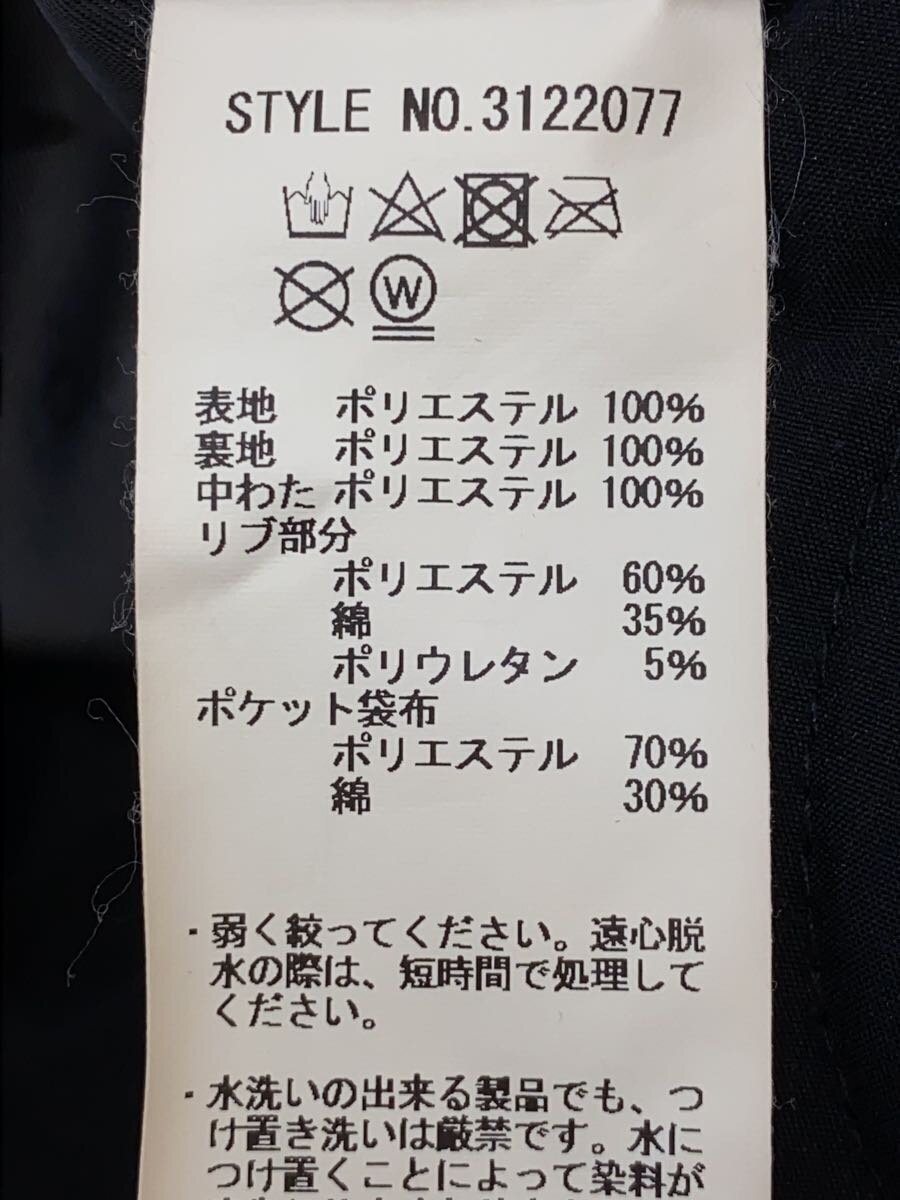 STYLE NO.3122077
W
表地 ポリエステル 100%
裏地 ポリエステル 100%
中わた ポリエステル 100%
リブ部分
ポリエステル 60%
綿 35%
ポリウレタン 5%
ポケット袋布
ポリエステル 70%
綿 30%
・弱く絞ってください。遠心脱
水の際は、短時間で処理して
ください。
・水洗いの出来る製品でも、つ
け置き洗いは厳禁です。水に
つけ置くことによって染料が